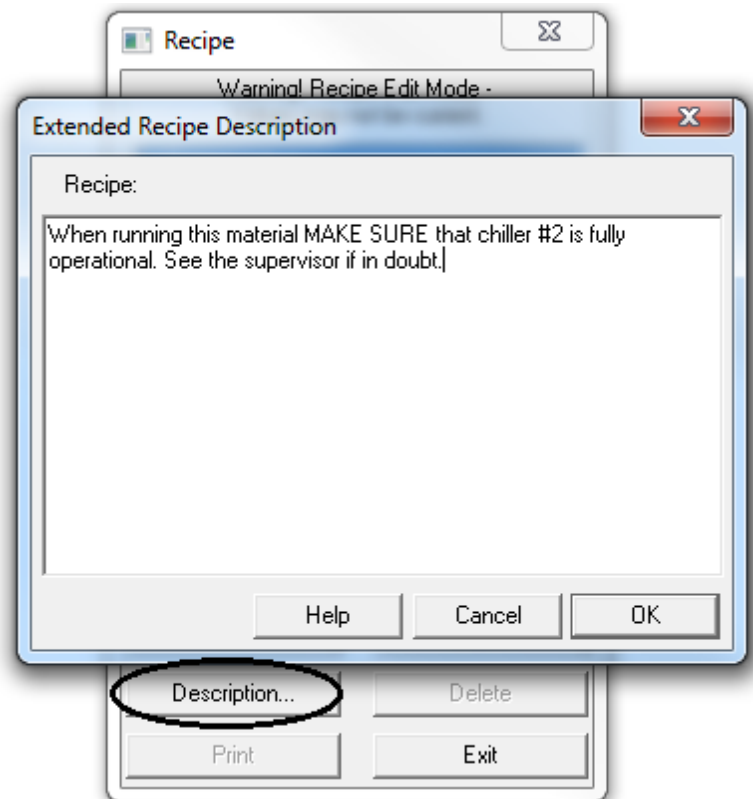 Recipe
Warning! Recipe Edit Mode -
Extended Recipe Description
Recipe:
When running this material MAKE SURE that chiller #2 is fully
operational. See the supervisor if in doubt.
Help Cancel OK
Description... Delete
Print Exit